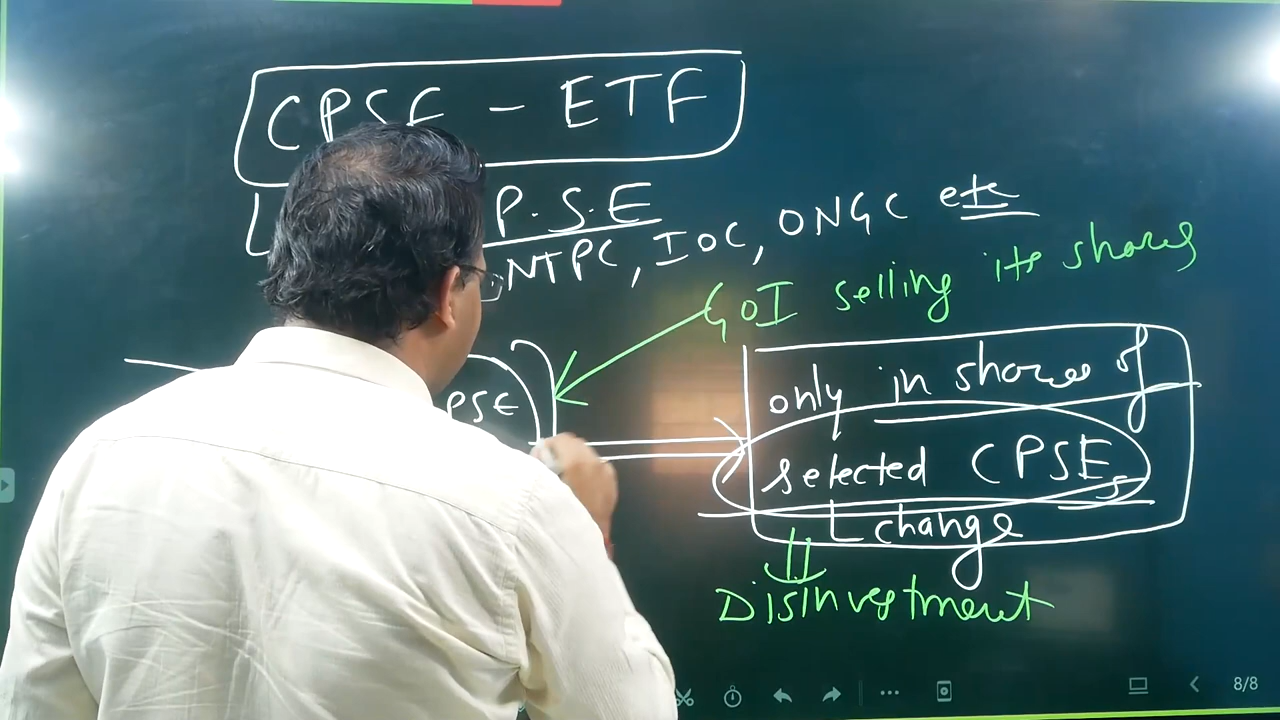 CPSE - ETF
P.S.E
NTPC, IOC, ONGC etc
GOI selling its shares
PSE
only in shares of
selected CPSEs
change
Disinvestment
8/8